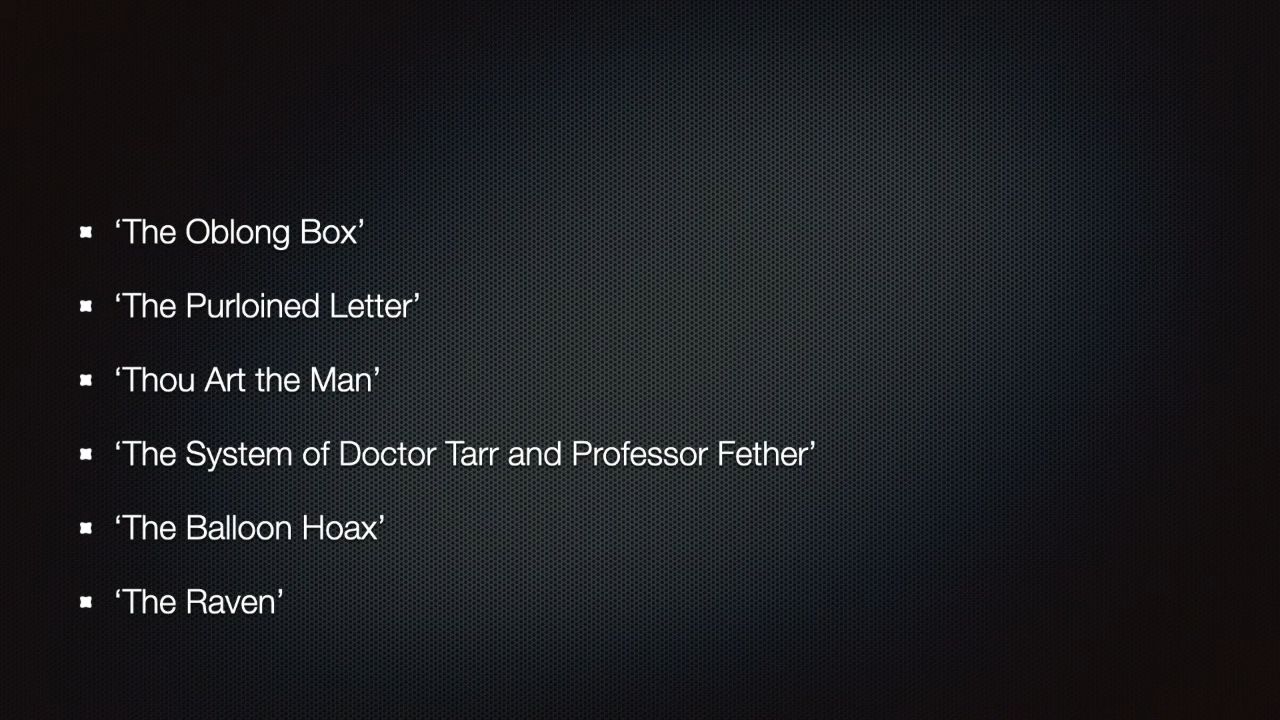 ‘The Oblong Box’
‘The Purloined Letter’
‘Thou Art the Man’
‘The System of Doctor Tarr and Professor Fether’
‘The Balloon Hoax’
‘The Raven’